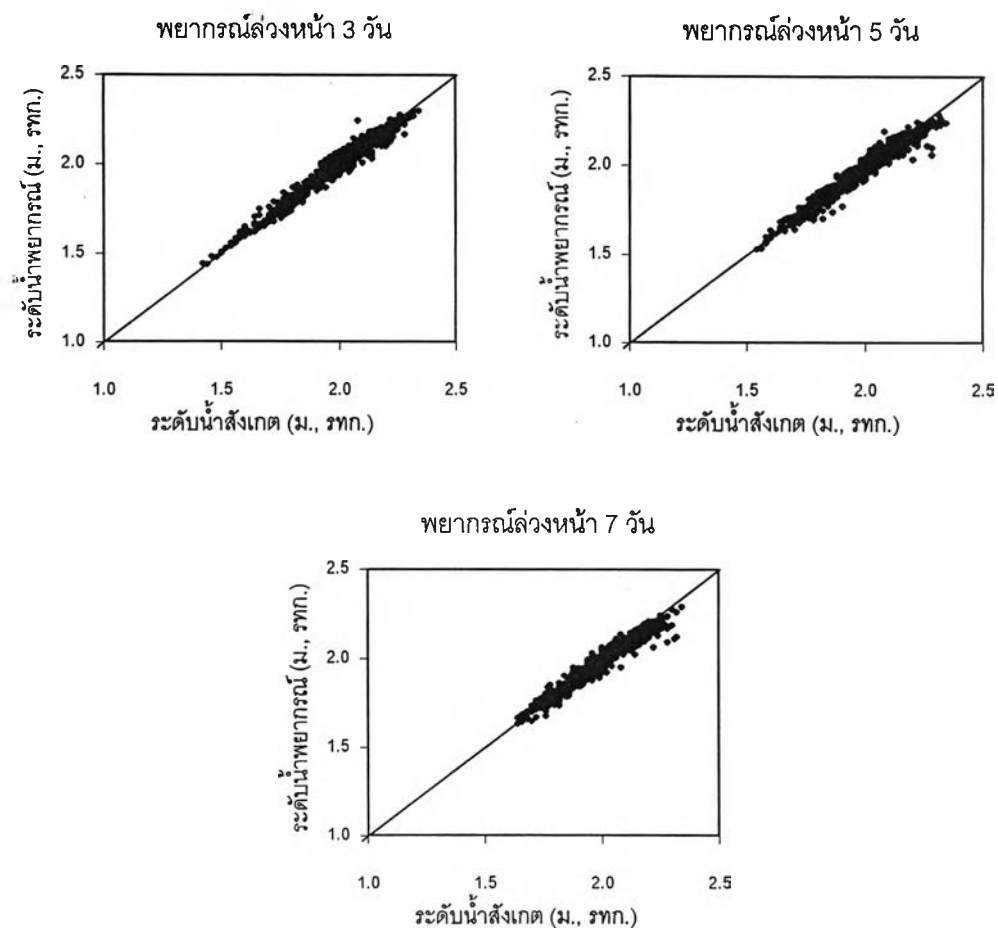 พยากรณ์ล่วงหน้า 3 วัน
ระดับน้ำพยากรณ์ (ม., รทก.)
2.5
2.0
1.5
1.0
1.0 1.5 2.0 2.5
ระดับน้ำสังเกต (ม., รทก.)
พยากรณ์ล่วงหน้า 5 วัน
ระดับน้ำพยากรณ์ (ม., รทก.)
2.5
2.0
1.5
1.0
1.0 1.5 2.0 2.5
ระดับน้ำสังเกต (ม., รทก.)
พยากรณ์ล่วงหน้า 7 วัน
ระดับน้ำพยากรณ์ (ม., รทก.)
2.5
2.0
1.5
1.0
1.0 1.5 2.0 2.5
ระดับน้ำสังเกต (ม., รทก.)